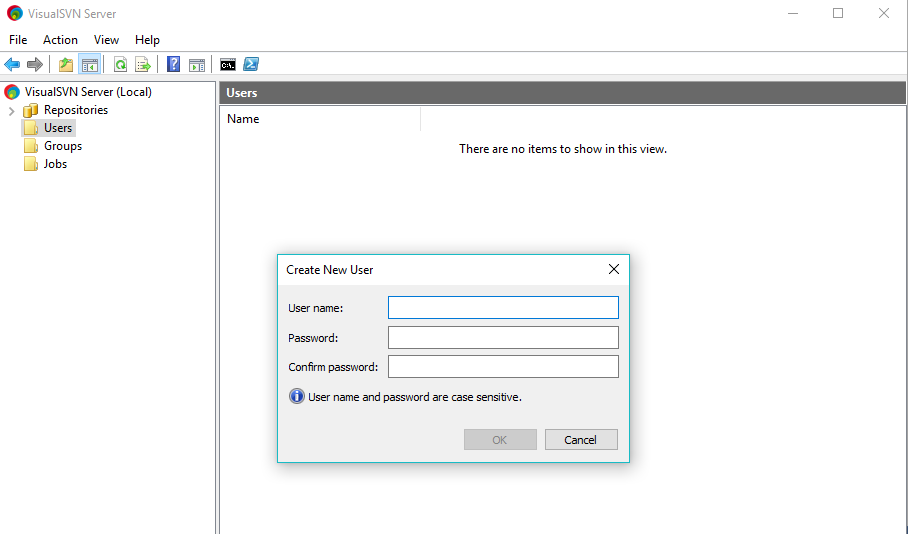 VisualSVN Server
File Action View Help
VisualSVN Server (Local)
Repositories
Users
Groups
Jobs
Users
Name
There are no items to show in this view.
Create New User
User name:
Password:
Confirm password:
User name and password are case sensitive.
OK Cancel